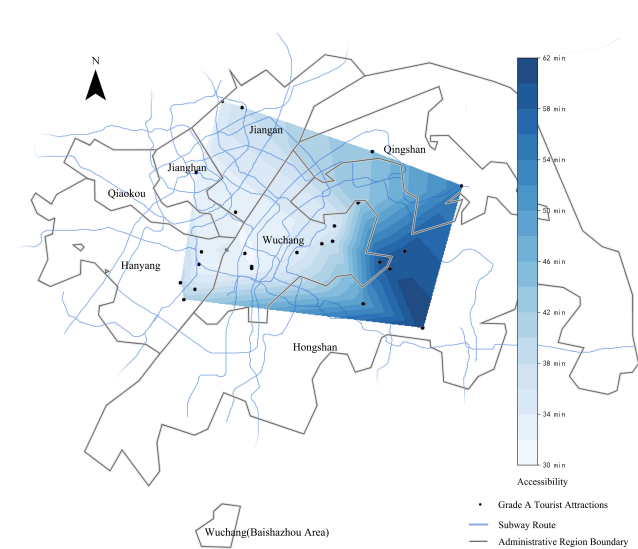 N
62 min
58 min
54 min
50 min
46 min
42 min
38 min
34 min
30 min
Accessibility
Jiangan
Qingshan
Jianghan
Qiaokou
Wuchang
Hanyang
Hongshan
Wuchang(Baishazhou Area)
Grade A Tourist Attractions
Subway Route
Administrative Region Boundary